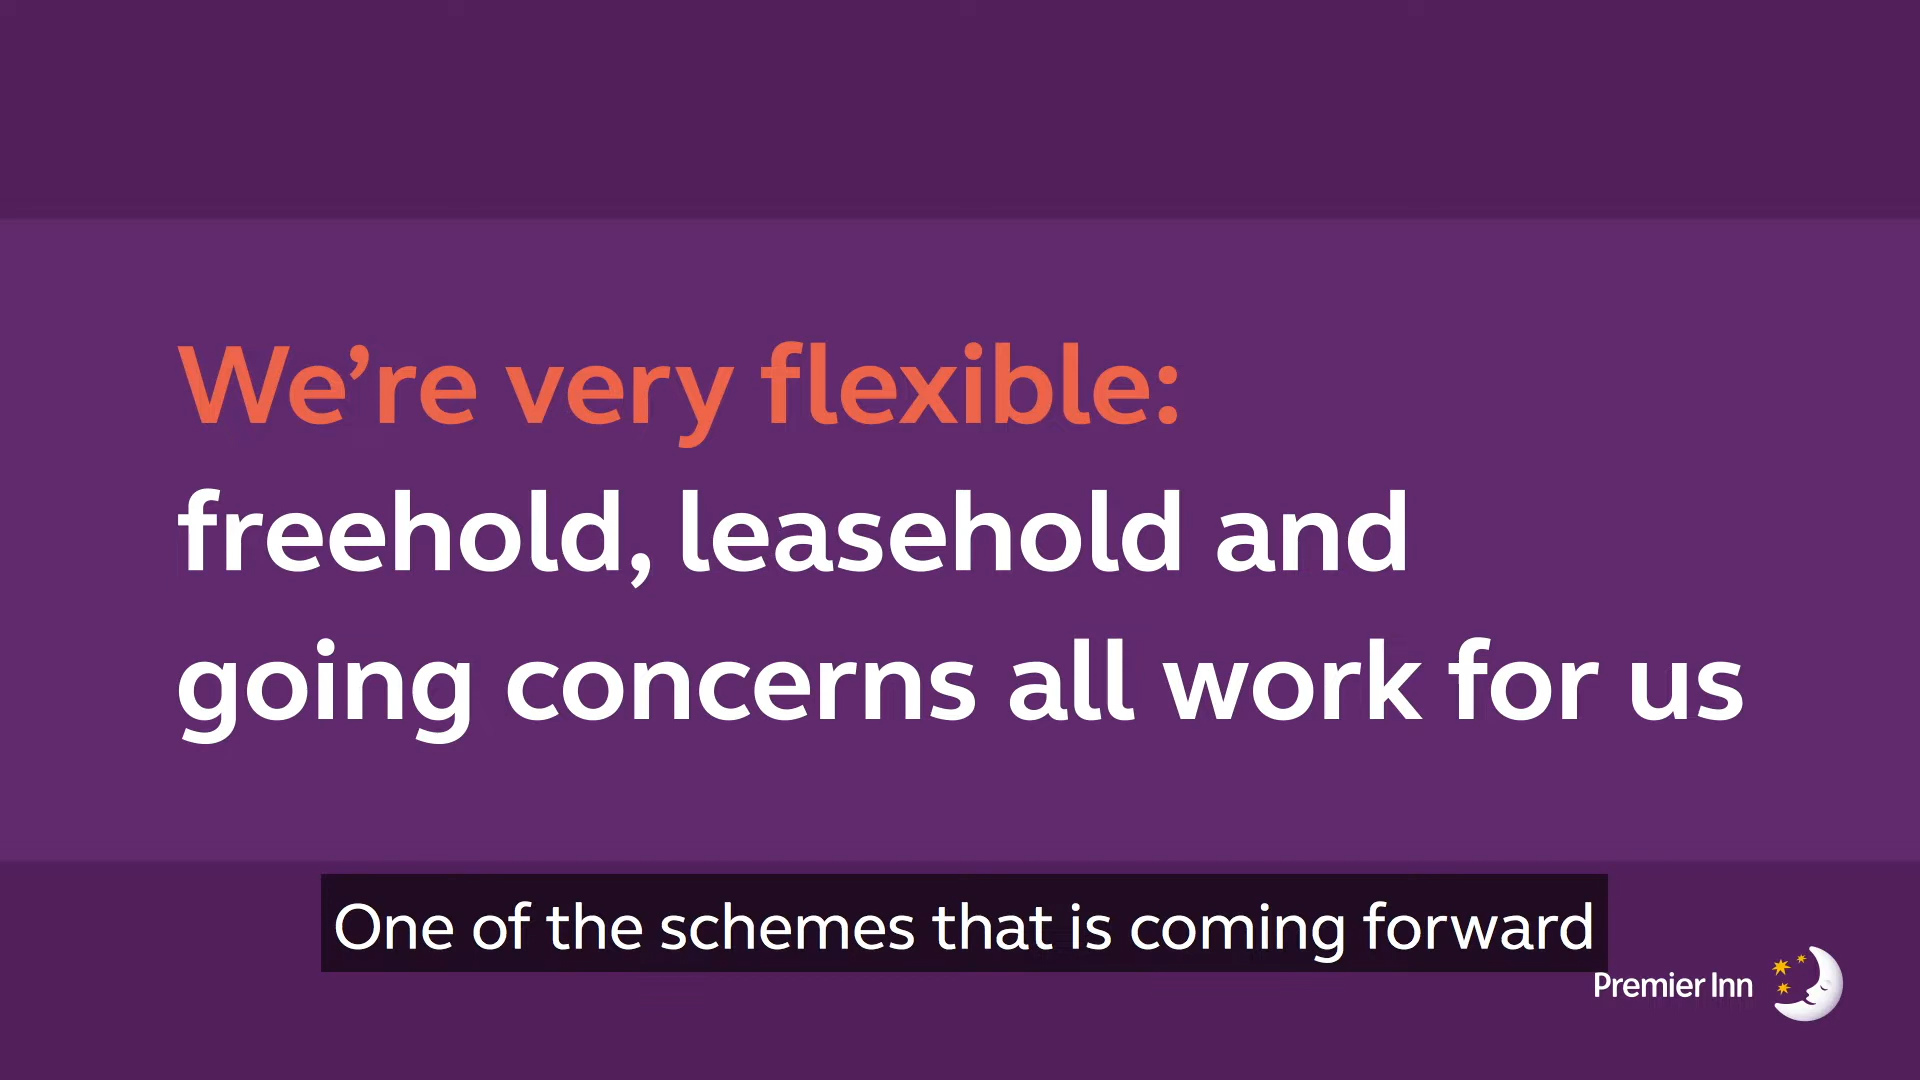 We’re very flexible:
freehold, leasehold and
going concerns all work for us
One of the schemes that is coming forward
Premier Inn